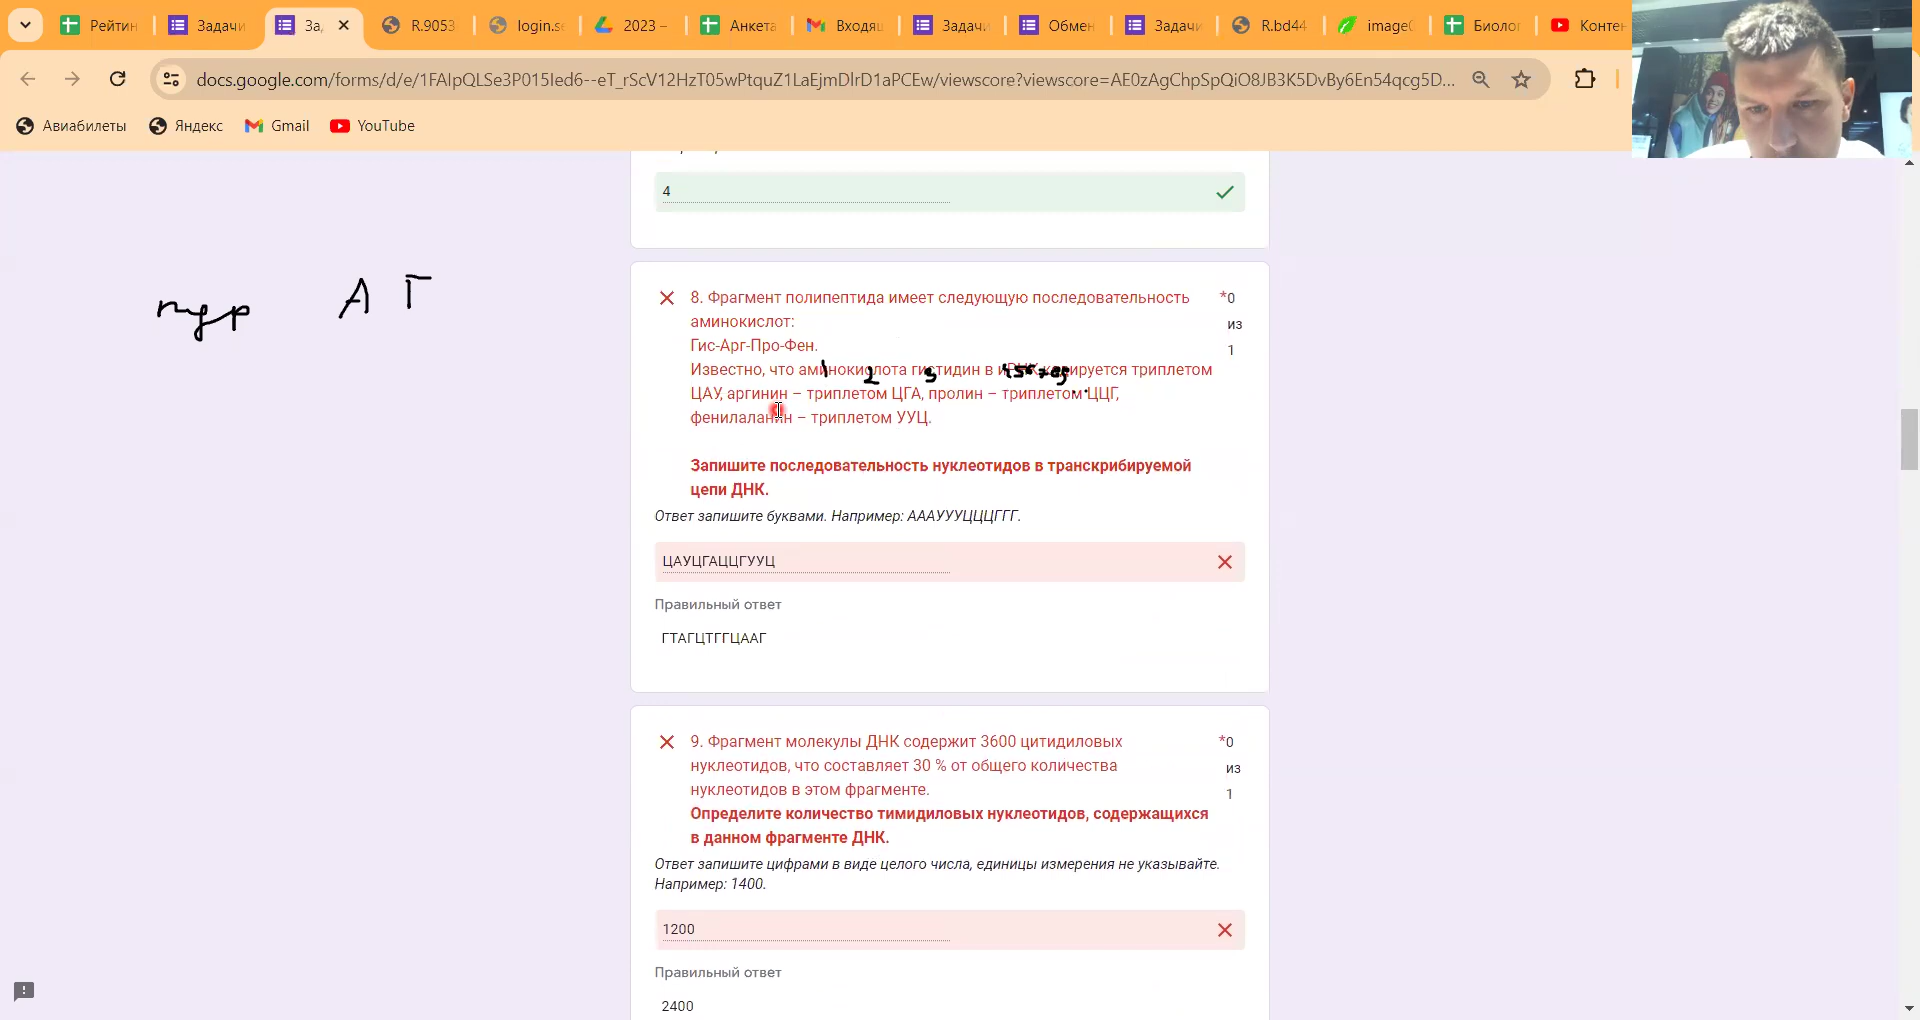 Рейтин
Задачи
За
R.9053
login.se
2023 –
Анкета
Входящ
Задачи
Обмен
Задачи
R.bd44
image(
Биолог
Контен
docs.google.com/forms/d/e/1FAIpQLSe3P015Ied6--eT_rScV12HzT05wPtquZ1LaEjmDlrD1aPCEw/viewscore?viewscore=AE0zAgChpSpQiO8JB3K5DvBy6En54qcg5D...
Авиабилеты
Яндекс
Gmail
YouTube
4
пур А Г
8. Фрагмент полипептида имеет следующую последовательность
аминокислот:
*0
из
1
Гис-Арг-Про-Фен.
Известно, что аминокислота гистидин в иРНК кодируется триплетом
ЦАУ, аргинин – триплетом ЦГА, пролин – триплетом ЦЦГ,
фенилаланин – триплетом УУЦ.
1 2 3
Запишите последовательность нуклеотидов в транскрибируемой
цепи ДНК.
Ответ запишите буквами. Например: АААУУУЦЦЦГГГ.
ЦАУЦГАЦЦГУУЦ
Правильный ответ
ГТАГЦТГГЦААГ
9. Фрагмент молекулы ДНК содержит 3600 цитидиловых
нуклеотидов, что составляет 30 % от общего количества
нуклеотидов в этом фрагменте.
*0
из
1
Определите количество тимидиловых нуклеотидов, содержащихся
в данном фрагменте ДНК.
Ответ запишите цифрами в виде целого числа, единицы измерения не указывайте.
Например: 1400.
1200
Правильный ответ
2400